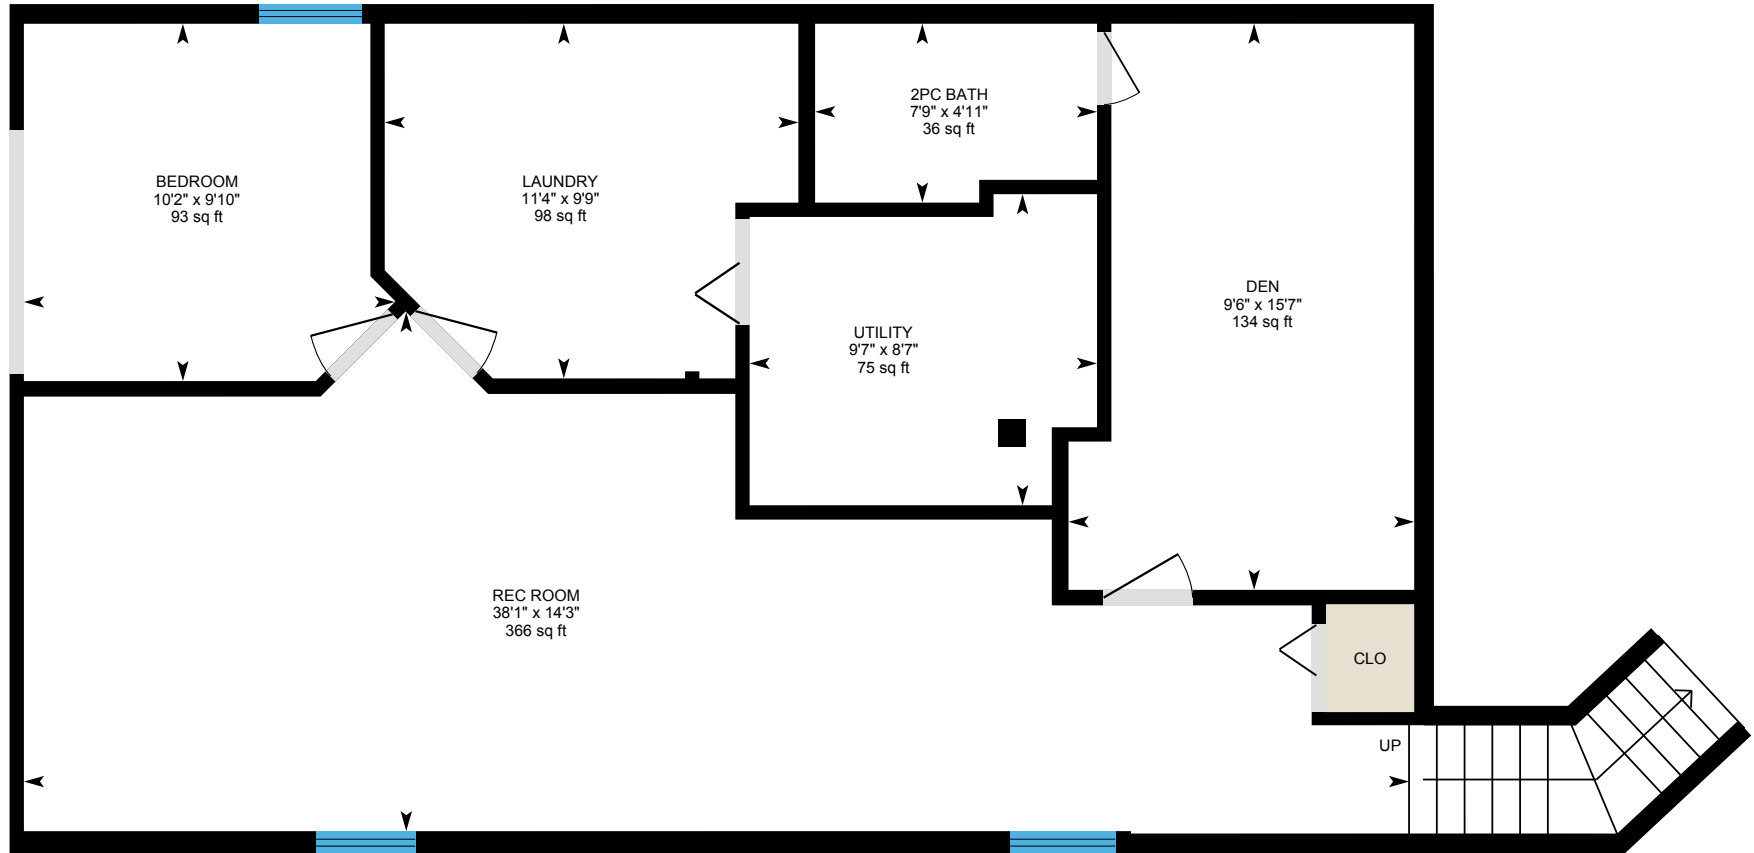 2PC BATH
7'9" x 4'11"
36 sq ft
BEDROOM
10'2" x 9'10"
93 sq ft
LAUNDRY
11'4" x 9'9"
98 sq ft
DEN
9'6" x 15'7"
134 sq ft
UTILITY
9'7" x 8'7"
75 sq ft
REC ROOM
38'1" x 14'3"
366 sq ft
CLO
UP